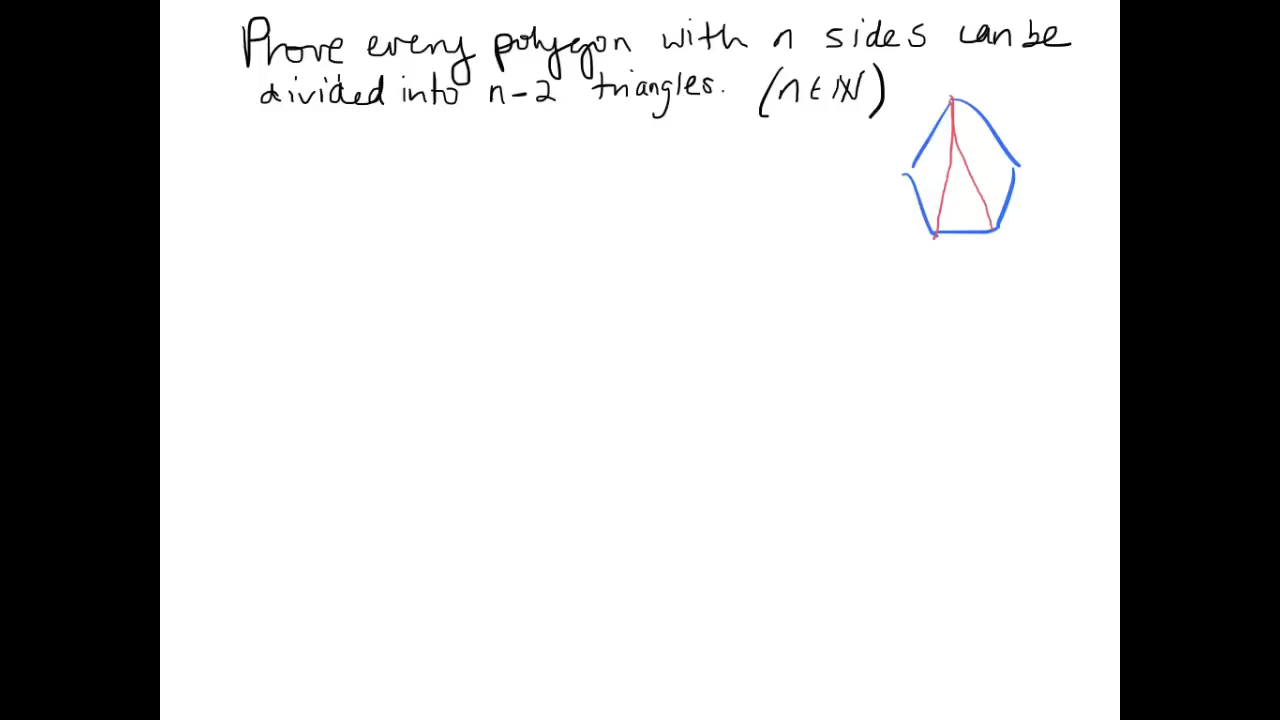 Prove every polygon with n sides can be
divided into n-2 triangles. (n ∈ ℕ)